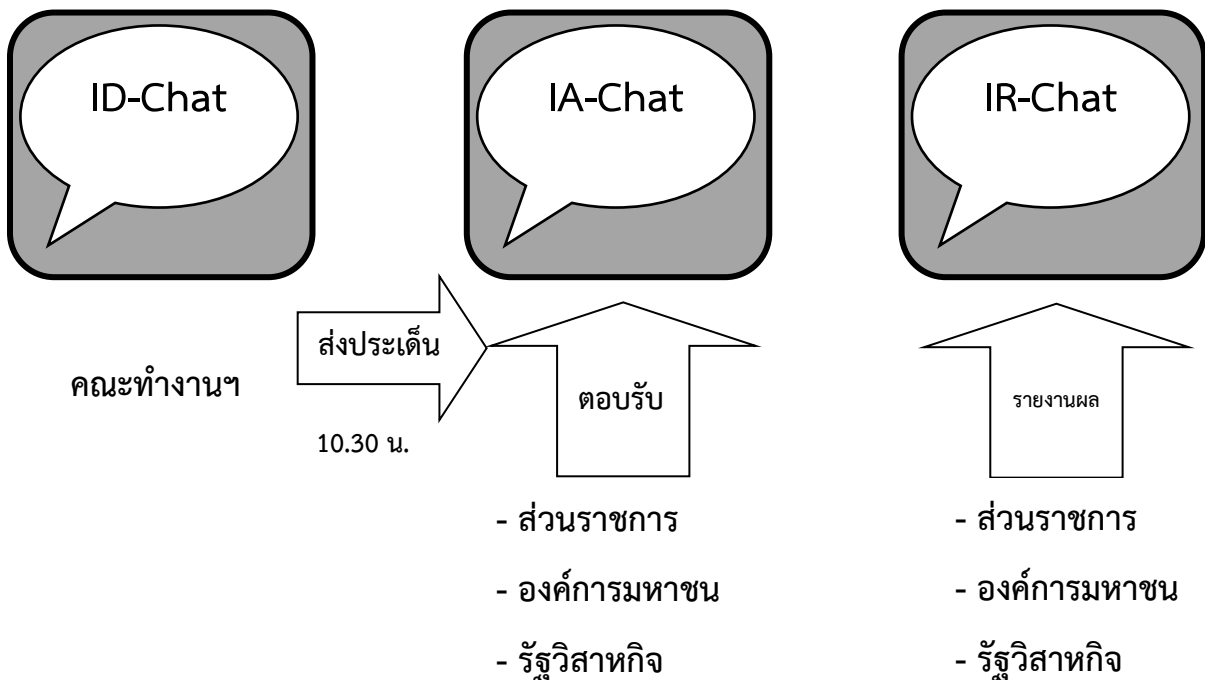 ID-Chat
IA-Chat
IR-Chat
คณะทำงานฯ
ส่งประเด็น
10.30 น.
ตอบรับ
รายงานผล
- ส่วนราชการ
- องค์การมหาชน
- รัฐวิสาหกิจ
- ส่วนราชการ
- องค์การมหาชน
- รัฐวิสาหกิจ